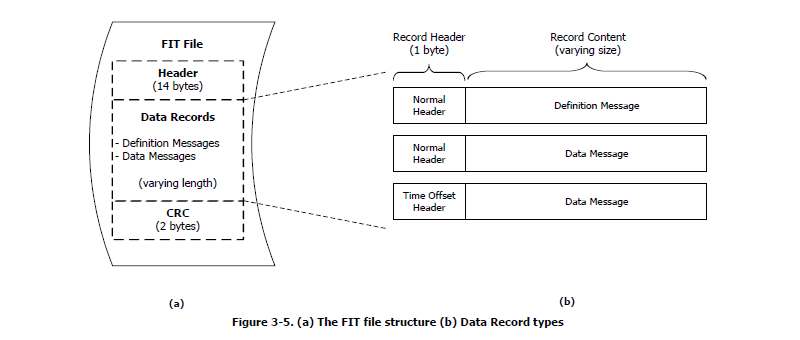 FIT File
Header
(14 bytes)
Data Records
- Definition Messages
- Data Messages
(varying length)
CRC
(2 bytes)
(a)
Record Header
(1 byte)
Record Content
(varying size)
Normal
Header
Definition Message
Normal
Header
Data Message
Time Offset
Header
Data Message
(b)
Figure 3-5. (a) The FIT file structure (b) Data Record types